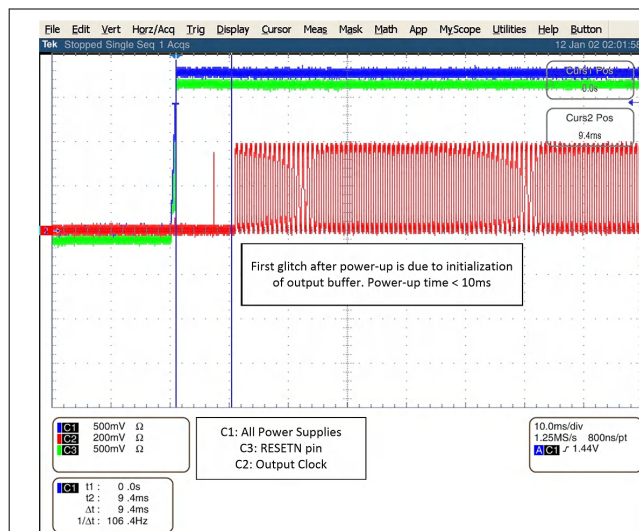 File Edit Vert Horz/Acq Trig Display Cursor Meas Mask Math App MyScope Utilities Help Button
Tek Stopped Single Seq 1 Acqs 12 Jan 02 02:01:58
Curs1 Pos
0.0s
Curs2 Pos
9.4ms
2
First glitch after power-up is due to initialization
of output buffer. Power-up time < 10ms
C1 500mV Ω
C2 200mV Ω
C3 500mV Ω
C1: All Power Supplies
C3: RESETN pin
C2: Output Clock
10.0ms/div
1.25MS/s 800ns/pt
A C1 ƒ 1.44V
C1 t1: 0.0s
t2: 9.4ms
Δt: 9.4ms
1/Δt: 106.4Hz